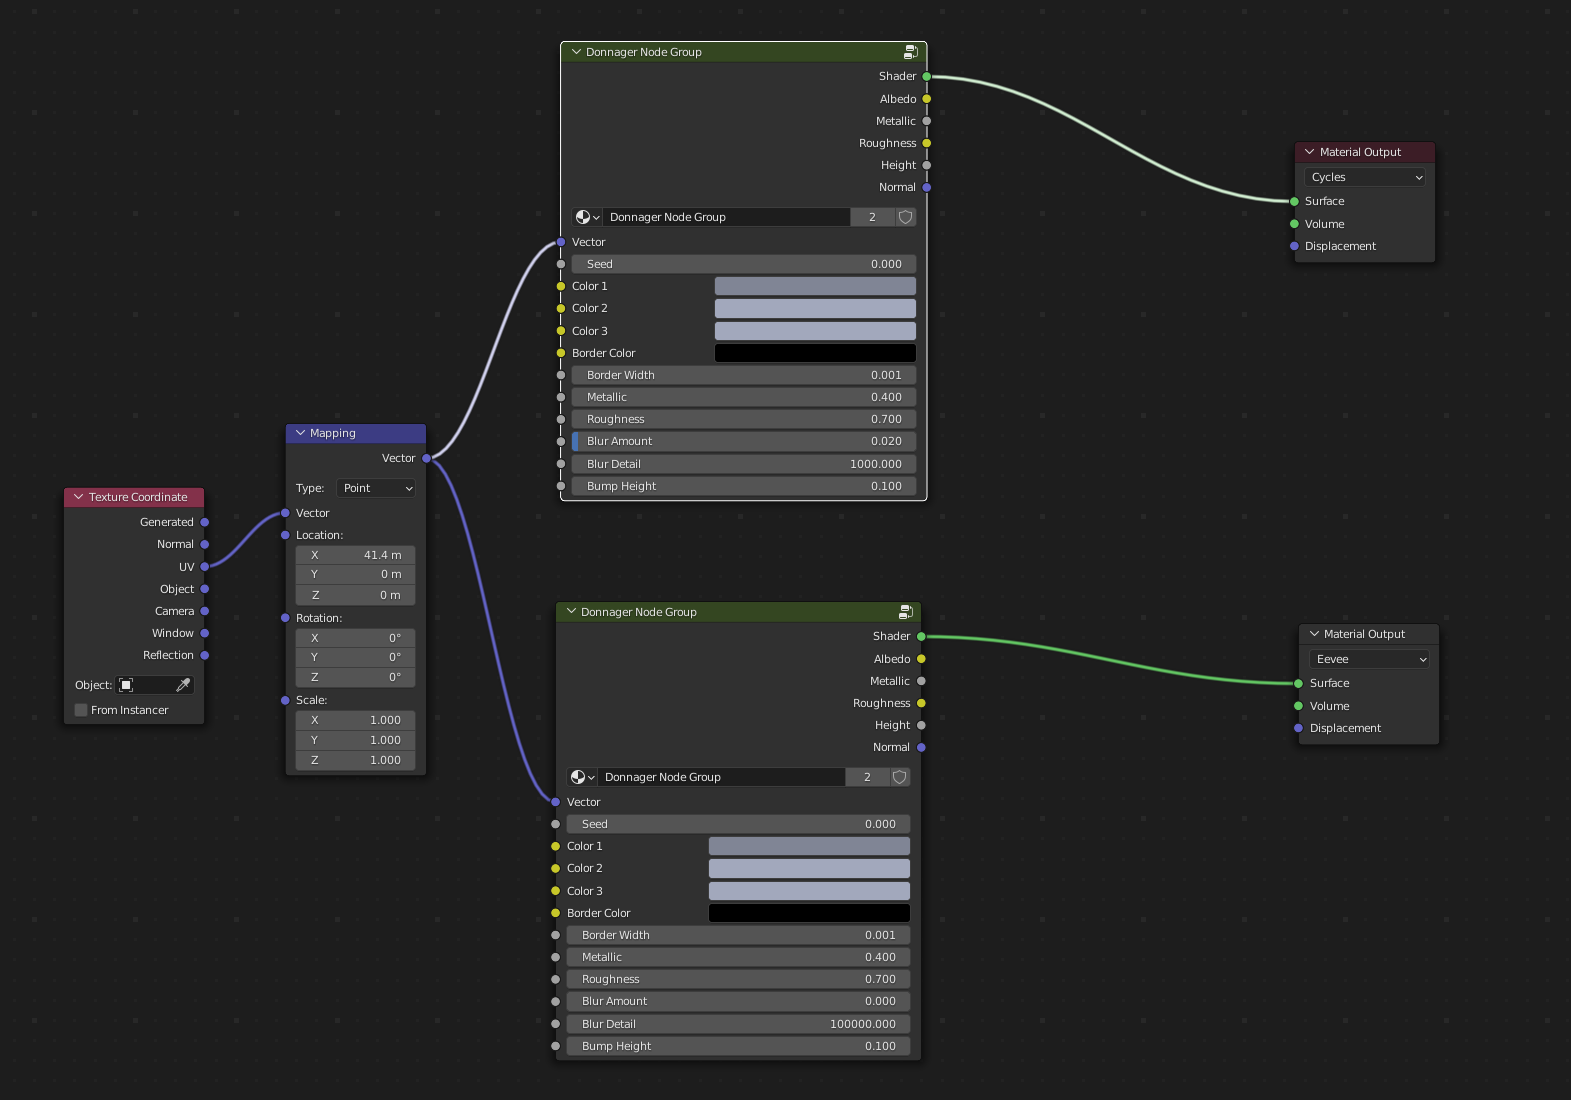 Donnager Node Group
Shader
Albedo
Metallic
Roughness
Height
Normal
Donnager Node Group 2
Vector
Seed 0.000
Color 1
Color 2
Color 3
Border Color
Border Width 0.001
Metallic 0.400
Roughness 0.700
Blur Amount 0.020
Blur Detail 1000.000
Bump Height 0.100
Material Output
Cycles
Surface
Volume
Displacement
Mapping
Vector
Type: Point
Vector
Location:
X 41.4 m
Y 0 m
Z 0 m
Rotation:
X 0°
Y 0°
Z 0°
Scale:
X 1.000
Y 1.000
Z 1.000
Texture Coordinate
Generated
Normal
UV
Object
Camera
Window
Reflection
Object:
From Instancer
Donnager Node Group
Shader
Albedo
Metallic
Roughness
Height
Normal
Donnager Node Group 2
Vector
Seed 0.000
Color 1
Color 2
Color 3
Border Color
Border Width 0.001
Metallic 0.400
Roughness 0.700
Blur Amount 0.000
Blur Detail 100000.000
Bump Height 0.100
Material Output
Eevee
Surface
Volume
Displacement